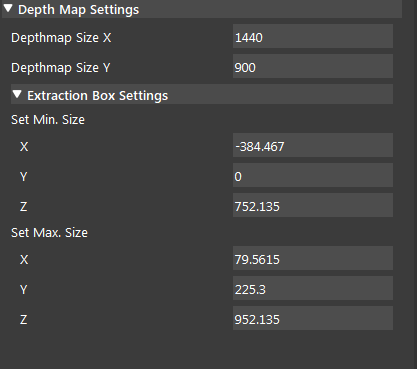 Depth Map Settings
Depthmap Size X 1440
Depthmap Size Y 900
Extraction Box Settings
Set Min. Size
X -384.467
Y 0
Z 752.135
Set Max. Size
X 79.5615
Y 225.3
Z 952.135